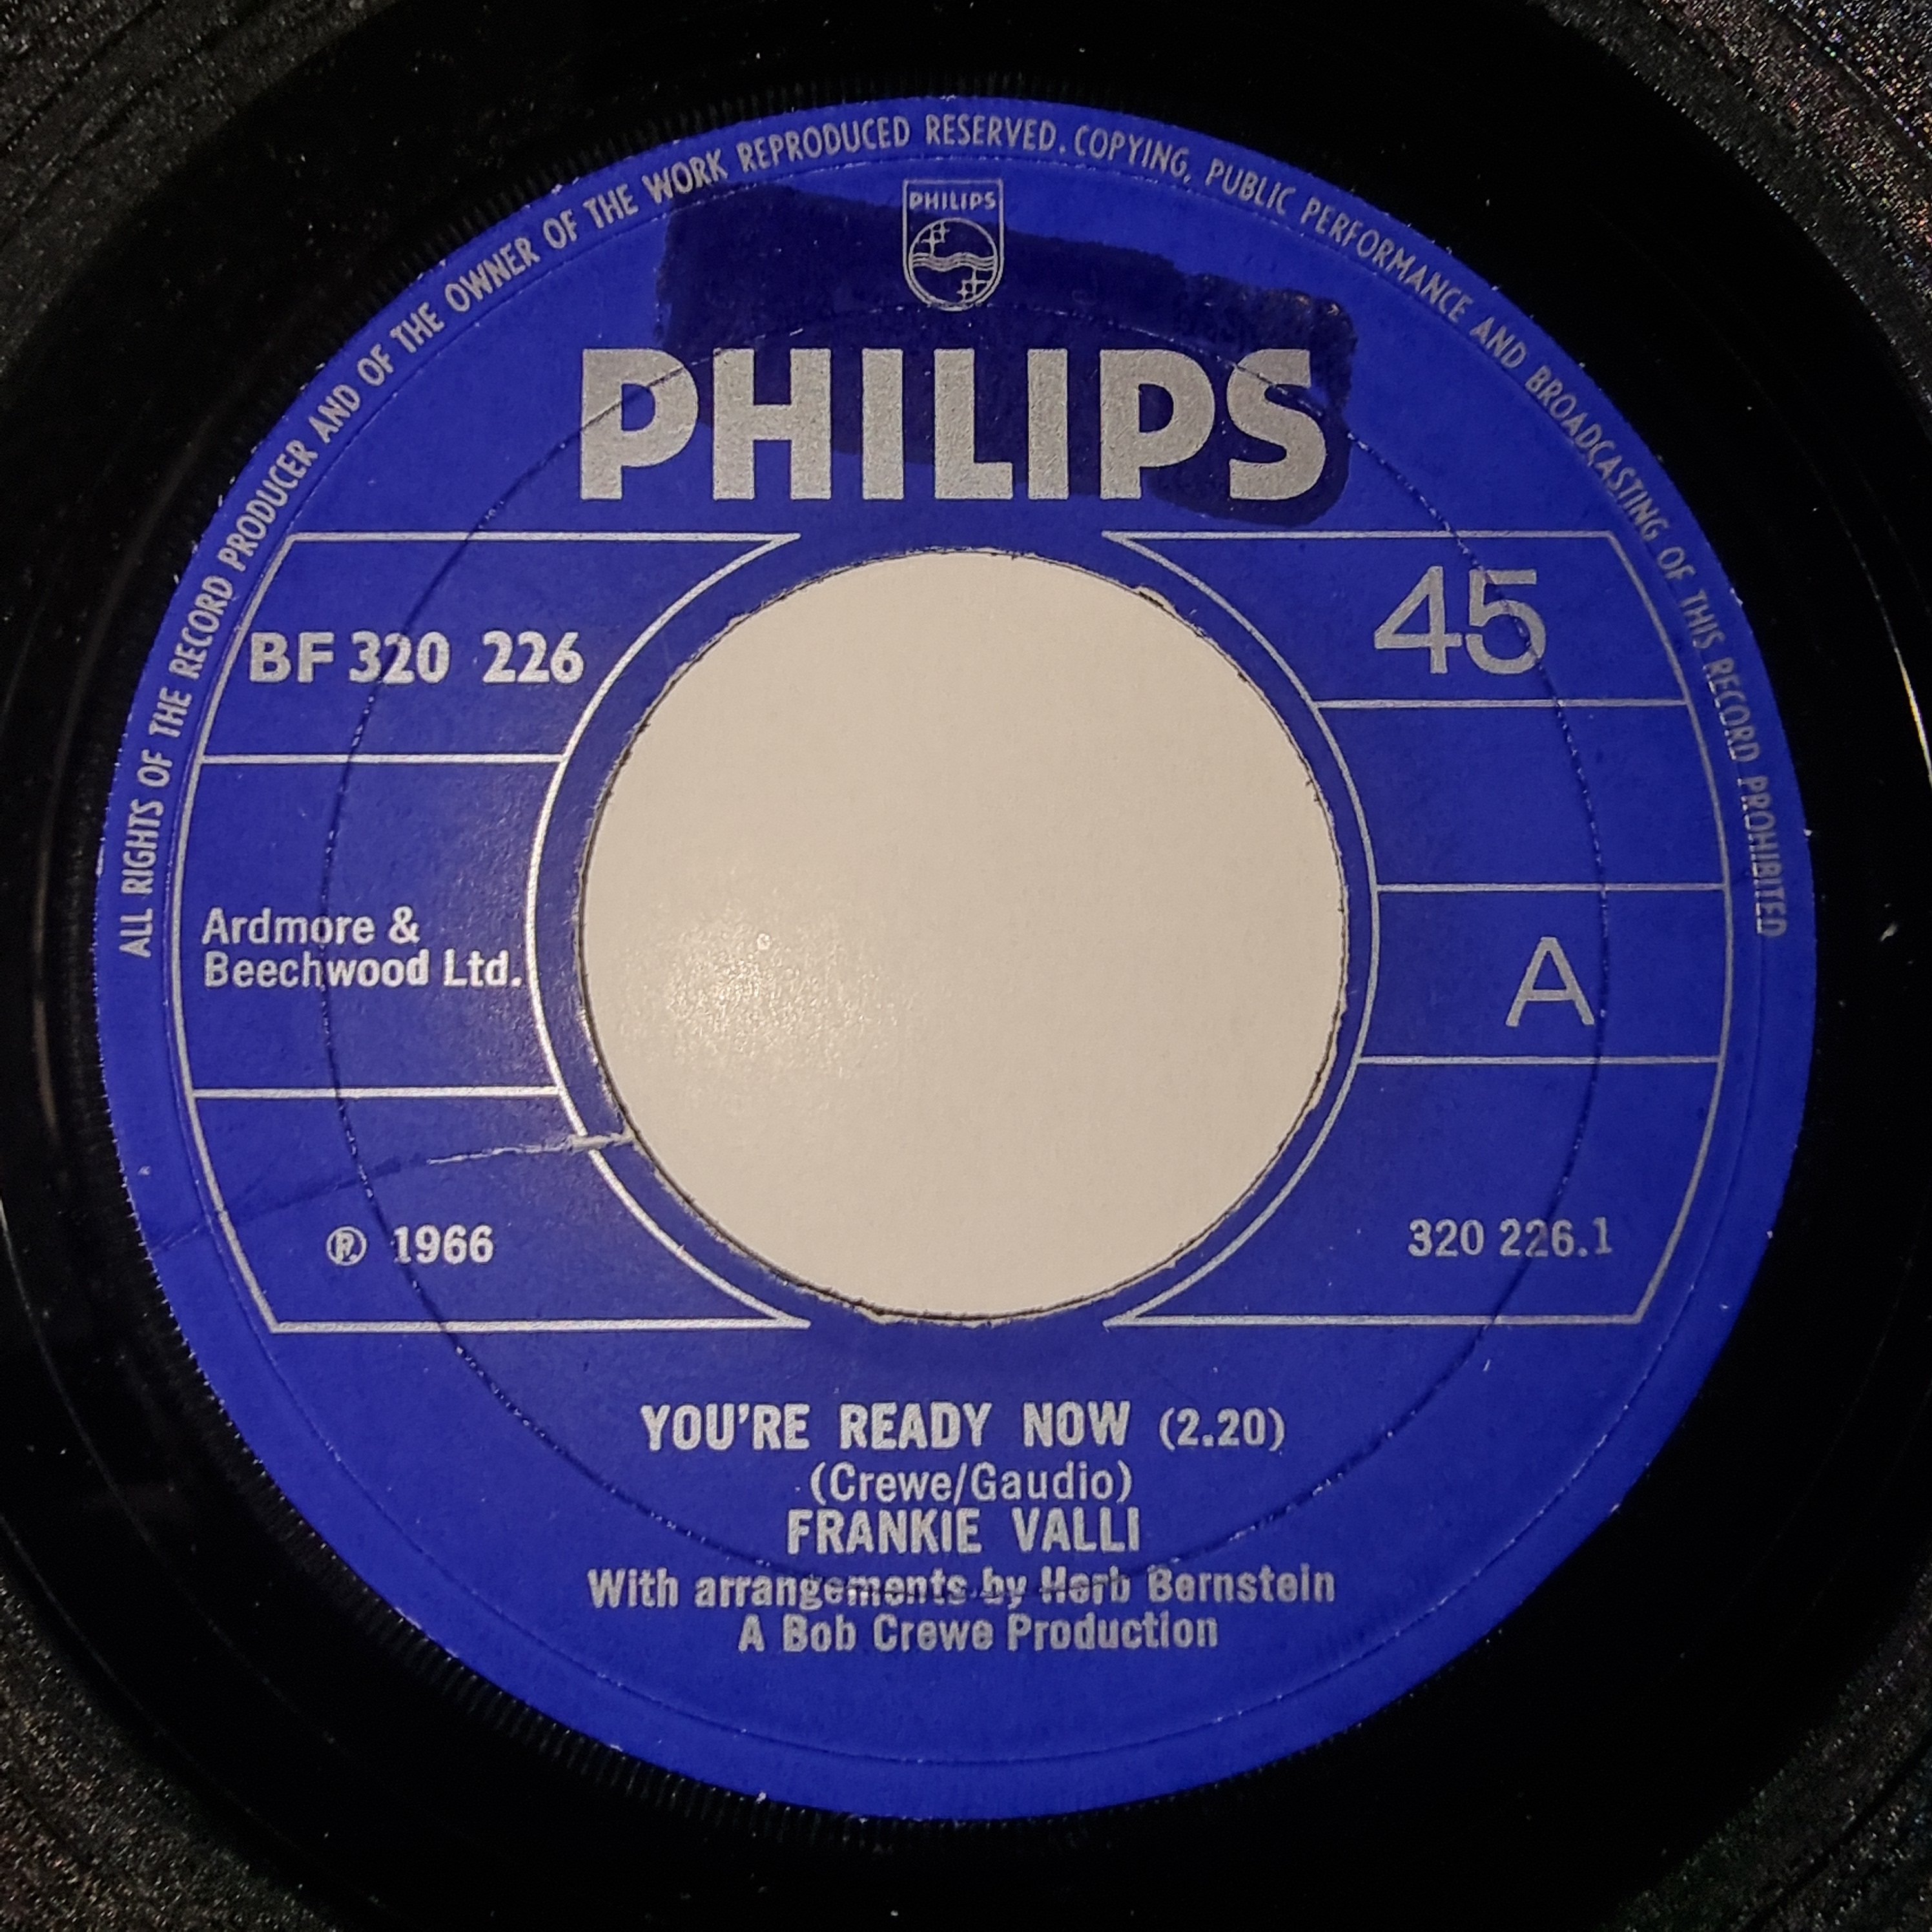 ALL RIGHTS OF THE RECORD PRODUCER AND OF THE OWNER OF THE WORK REPRODUCED RESERVED. COPYING, PUBLIC PERFORMANCE AND BROADCASTING OF THIS RECORD PROHIBITED
PHILIPS
PHILIPS
BF 320 226
45
Ardmore &
Beechwood Ltd.
A
Ⓡ 1966
320 226.1
YOU'RE READY NOW (2.20)
(Crewe/Gaudio)
FRANKIE VALLI
With arrangements by Herb Bernstein
A Bob Crewe Production